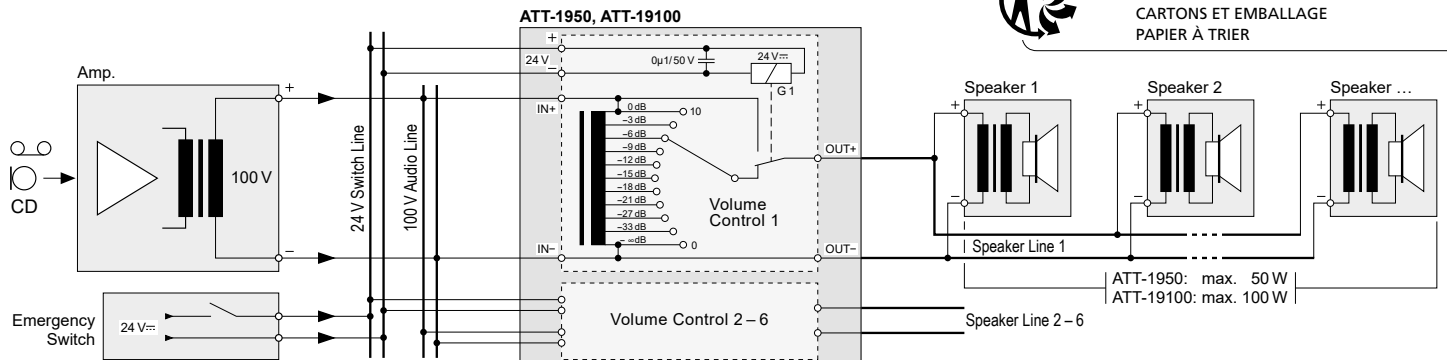 ATT-1950, ATT-19100
CARTONS ET EMBALLAGE
PAPIER À TRIER
Amp.
+
−
100 V
CD
24 V Switch Line
100 V Audio Line
+
24 V
−
0µ1/50 V
24 V⎓
G 1
IN+
0 dB
10
−3 dB
−6 dB
−9 dB
−12 dB
−15 dB
−18 dB
−21 dB
−27 dB
−33 dB
− ∞dB
0
IN−
Volume
Control 1
OUT+
OUT−
Speaker 1
+
−
Speaker 2
+
−
Speaker …
+
−
Speaker Line 1
ATT-1950: max. 50 W
ATT-19100: max. 100 W
Emergency
Switch
24 V⎓
Volume Control 2 – 6
Speaker Line 2 – 6